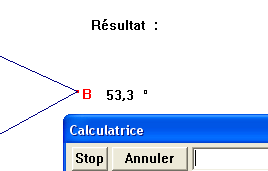 Résultat :
B 53,3 °
Calculatrice
Stop Annuler